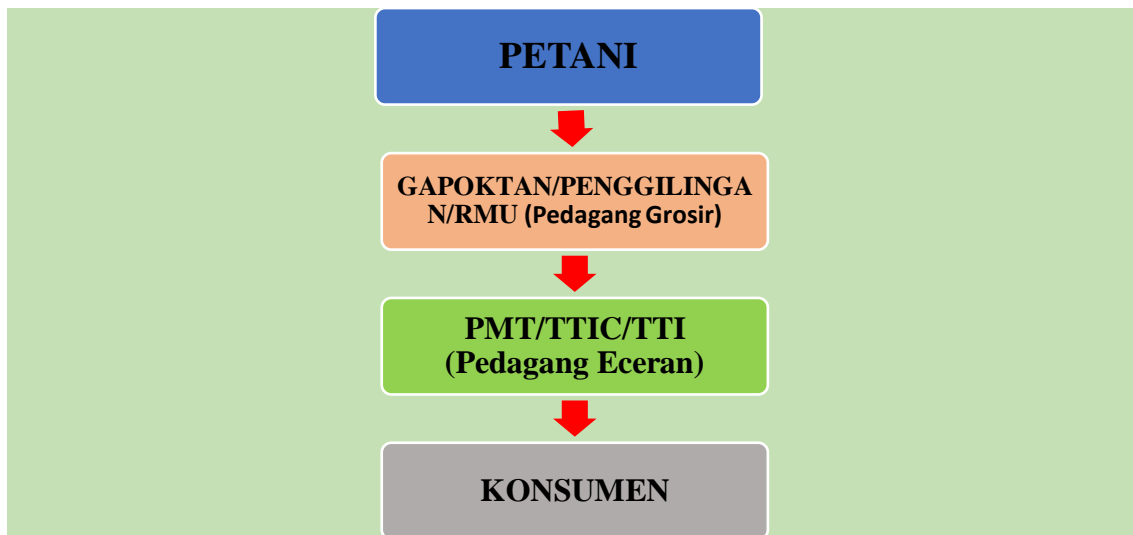 PETANI
GAPOKTAN/PENGGILINGA
N/RMU (Pedagang Grosir)
PMT/TTIC/TTI
(Pedagang Eceran)
KONSUMEN